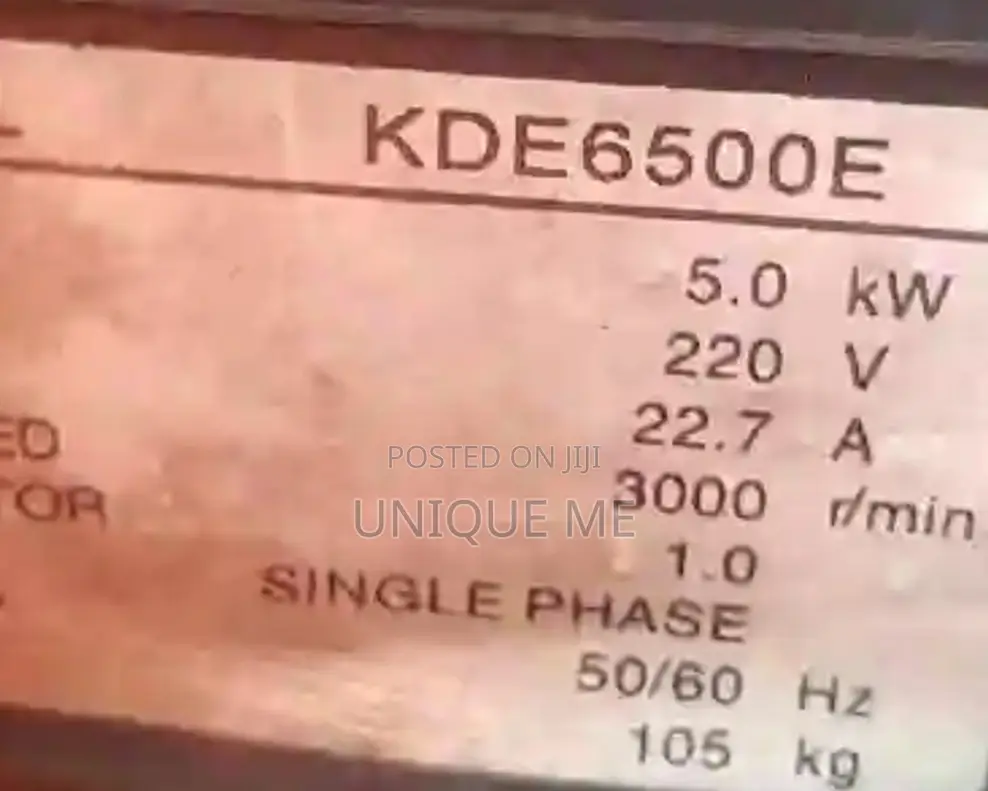 KDE6500E
5.0 kW
220 V
22.7 A
ED
POSTED ON JIJI
3000 r/min
TOR
UNIQUE ME
1.0
SINGLE PHASE
50/60 Hz
105 kg